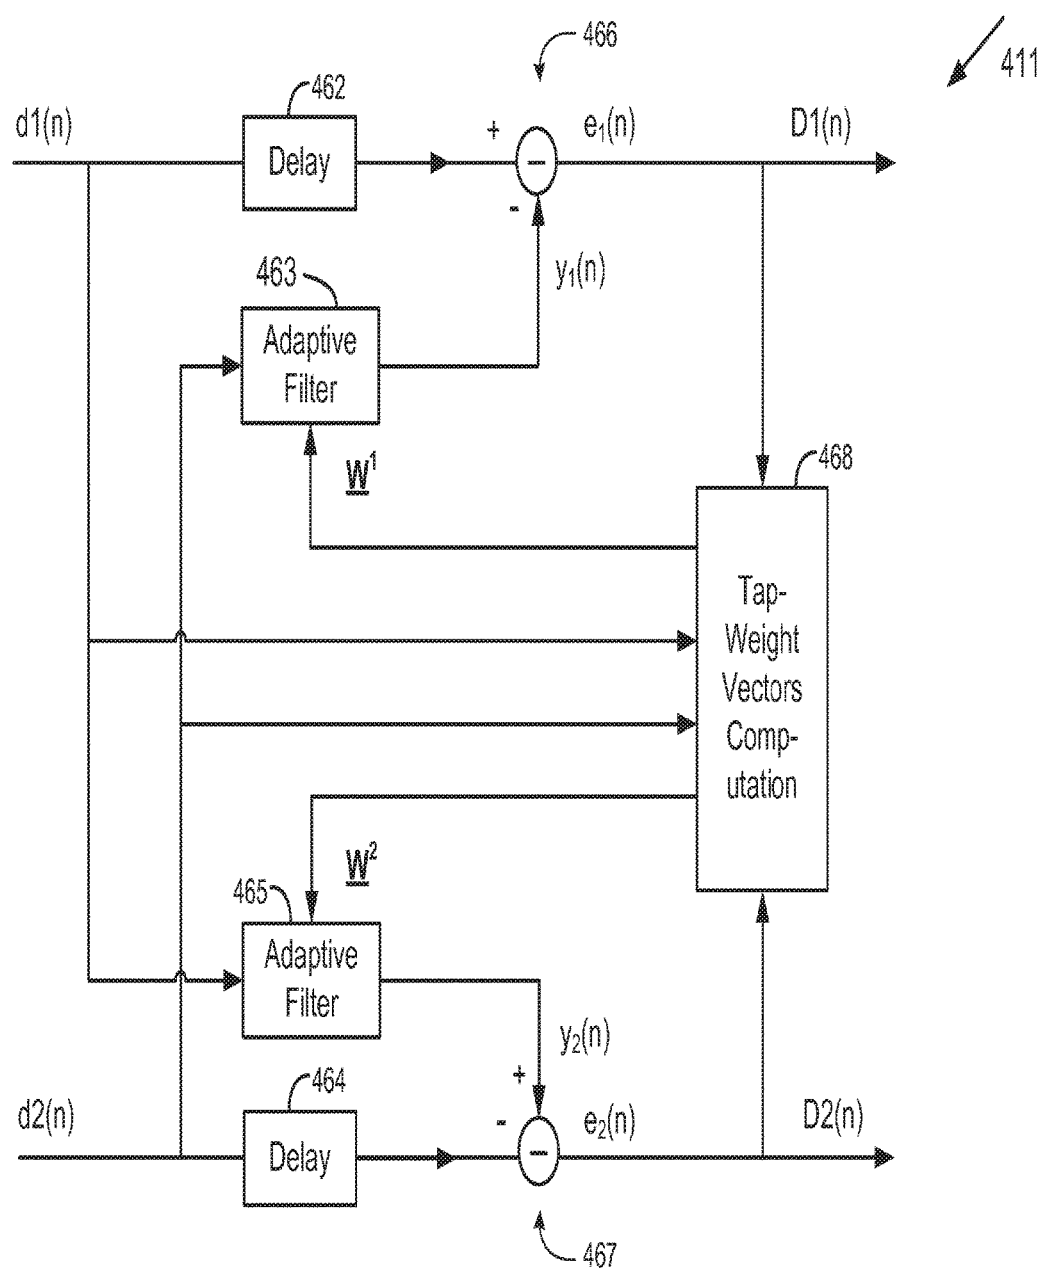 466
411
462
d1(n)
Delay
+
−
e₁(n)
D1(n)
-
y₁(n)
463
Adaptive
Filter
W¹
468
Tap-
Weight
Vectors
Comp-
utation
W²
465
Adaptive
Filter
y₂(n)
464
+
d2(n)
Delay
-
−
e₂(n)
D2(n)
467